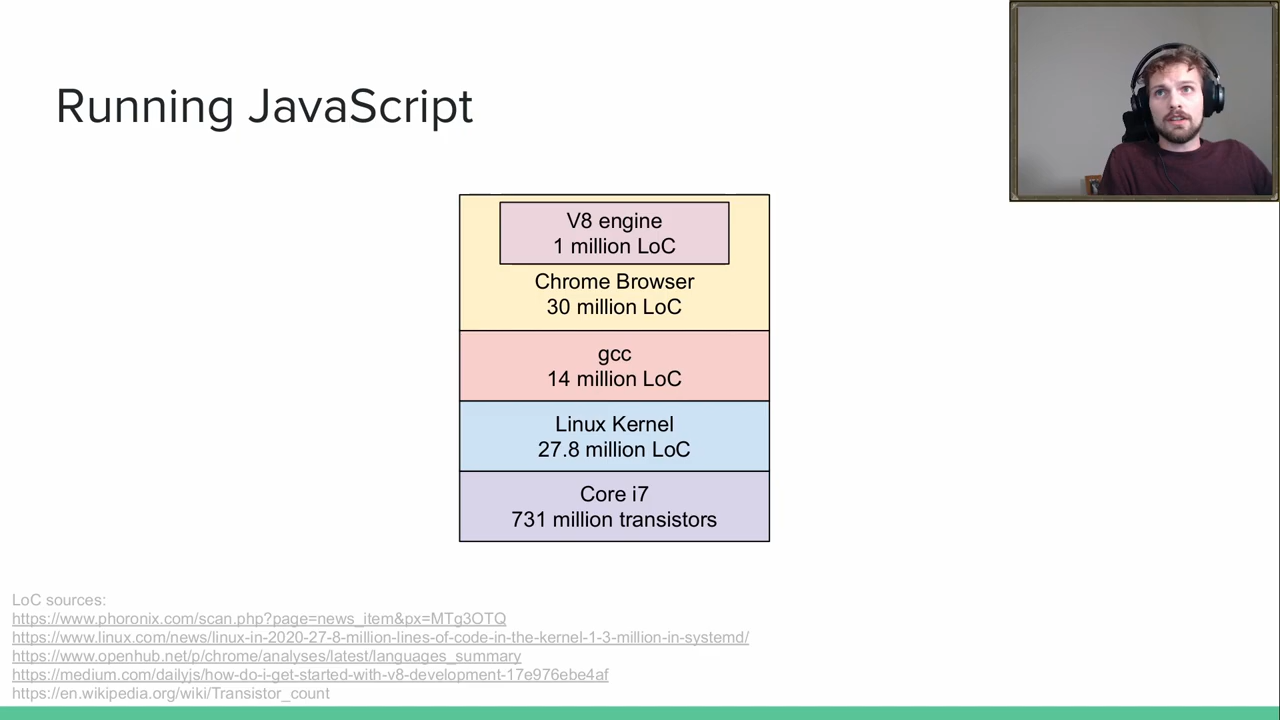 Running JavaScript
V8 engine
1 million LoC
Chrome Browser
30 million LoC
gcc
14 million LoC
Linux Kernel
27.8 million LoC
Core i7
731 million transistors
LoC sources:
https://www.phoronix.com/scan.php?page=news_item&px=MTg3OTQ
https://www.linux.com/news/linux-in-2020-27-8-million-lines-of-code-in-the-kernel-1-3-million-in-systemd/
https://www.openhub.net/p/chrome/analyses/latest/languages_summary
https://medium.com/dailyjs/how-do-i-get-started-with-v8-development-17e976ebe4af
https://en.wikipedia.org/wiki/Transistor_count